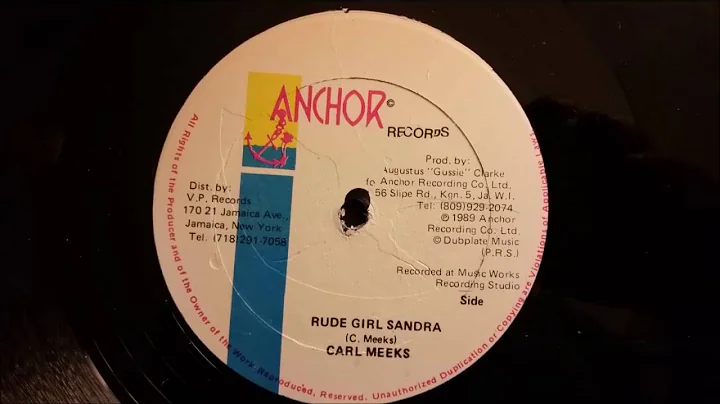 ANCHOR©
RECORDS
Prod. by:
Augustus "Gussie" Clarke
fo Anchor Recording Co. Ltd.
56 Slipe Rd., Kgn. 5, Ja. W.I.
Tel: (809)929-2074
℗ 1989 Anchor
Recording Co. Ltd.
© Dubplate Music
(P.R.S.)
Dist. by:
V.P. Records
170 21 Jamaica Ave.,
Jamaica, New York
Tel. (718)291-7058
Recorded at Music Works
Recording Studio
Side
RUDE GIRL SANDRA
(C. Meeks)
CARL MEEKS
All Rights of the Producer and of the Owner of the Work Reproduced, Reserved. Unauthorized Duplication or Copying are Violations of Applicable Laws